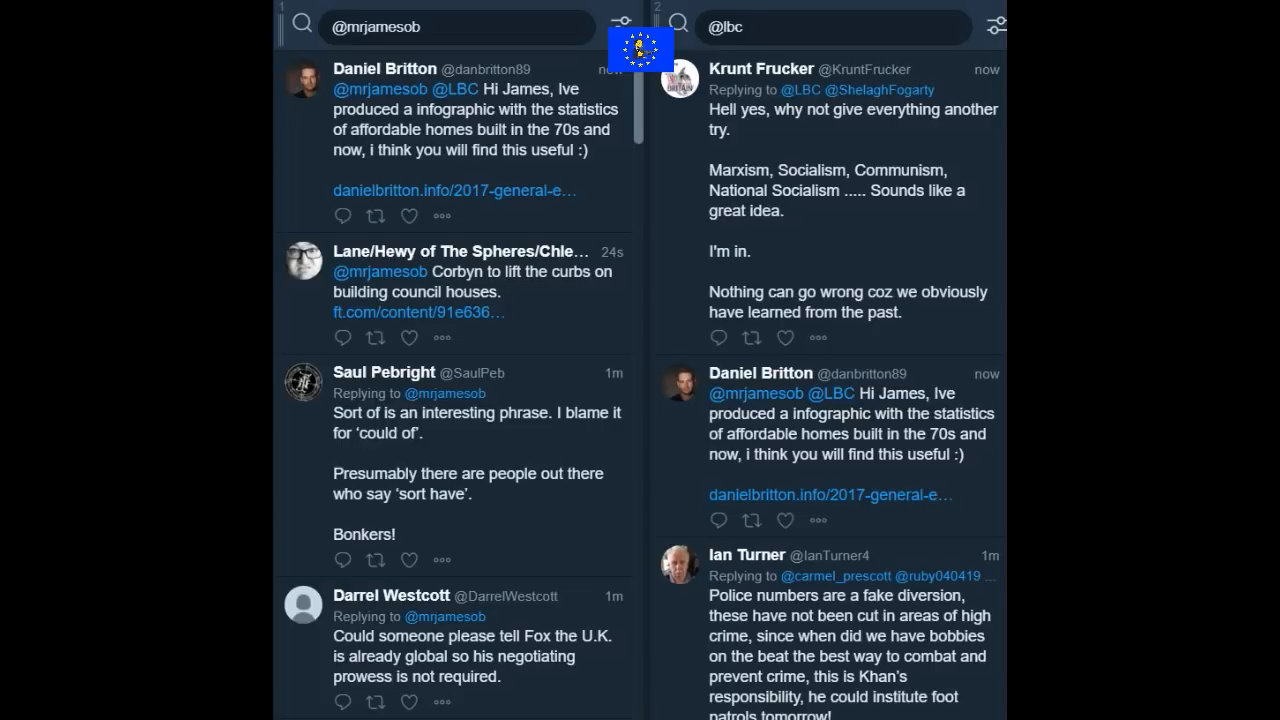 1
@mrjamesob
Daniel Britton @danbritton89
@mrjamesob @LBC Hi James, Ive
produced a infographic with the statistics
of affordable homes built in the 70s and
now, i think you will find this useful :)
danielbritton.info/2017-general-e…
Lane/Hewy of The Spheres/Chle… 24s
@mrjamesob Corbyn to lift the curbs on
building council houses.
ft.com/content/91e636…
Saul Pebright @SaulPeb 1m
Replying to @mrjamesob
Sort of is an interesting phrase. I blame it
for ‘could of’.
Presumably there are people out there
who say ‘sort have’.
Bonkers!
Darrel Westcott @DarrelWestcott 1m
Replying to @mrjamesob
Could someone please tell Fox the U.K.
is already global so his negotiating
prowess is not required.
2
@lbc
Krunt Frucker @KruntFrucker now
Replying to @LBC @ShelaghFogarty
Hell yes, why not give everything another
try.
Marxism, Socialism, Communism,
National Socialism ..... Sounds like a
great idea.
I'm in.
Nothing can go wrong coz we obviously
have learned from the past.
Daniel Britton @danbritton89 now
@mrjamesob @LBC Hi James, Ive
produced a infographic with the statistics
of affordable homes built in the 70s and
now, i think you will find this useful :)
danielbritton.info/2017-general-e…
Ian Turner @IanTurner4 1m
Replying to @carmel_prescott @ruby040419 …
Police numbers are a fake diversion,
these have not been cut in areas of high
crime, since when did we have bobbies
on the beat the best way to combat and
prevent crime, this is Khan’s
responsibility, he could institute foot
patrols tomorrow!